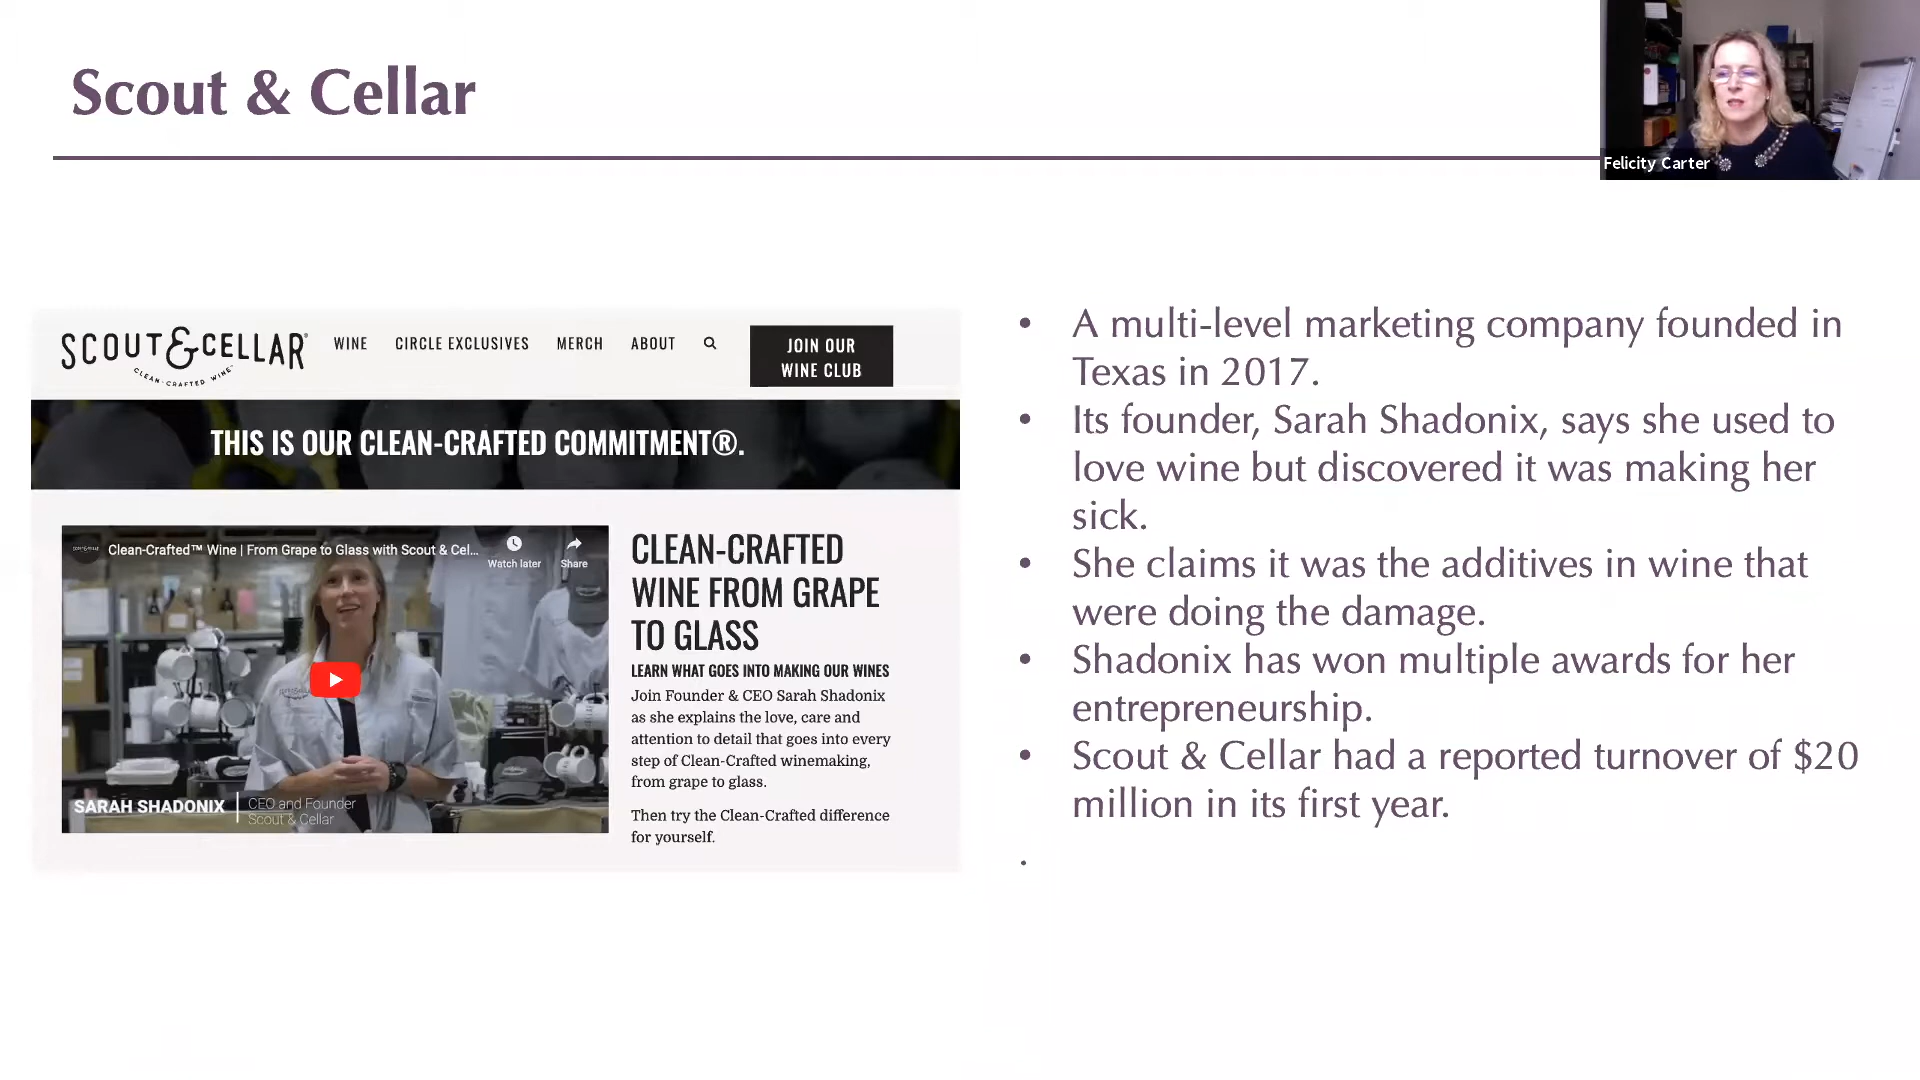 Scout & Cellar
Felicity Carter
SCOUT & CELLAR®
CLEAN-CRAFTED WINE™
WINE
CIRCLE EXCLUSIVES
MERCH
ABOUT
JOIN OUR
WINE CLUB
THIS IS OUR CLEAN-CRAFTED COMMITMENT®.
Clean-Crafted™ Wine | From Grape to Glass with Scout & Cel...
Watch later
Share
SARAH SHADONIX
CEO and Founder
Scout & Cellar
CLEAN-CRAFTED
WINE FROM GRAPE
TO GLASS
LEARN WHAT GOES INTO MAKING OUR WINES
Join Founder & CEO Sarah Shadonix
as she explains the love, care and
attention to detail that goes into every
step of Clean-Crafted winemaking,
from grape to glass.
Then try the Clean-Crafted difference
for yourself.
• A multi-level marketing company founded in
Texas in 2017.
• Its founder, Sarah Shadonix, says she used to
love wine but discovered it was making her
sick.
• She claims it was the additives in wine that
were doing the damage.
• Shadonix has won multiple awards for her
entrepreneurship.
• Scout & Cellar had a reported turnover of $20
million in its first year.
•